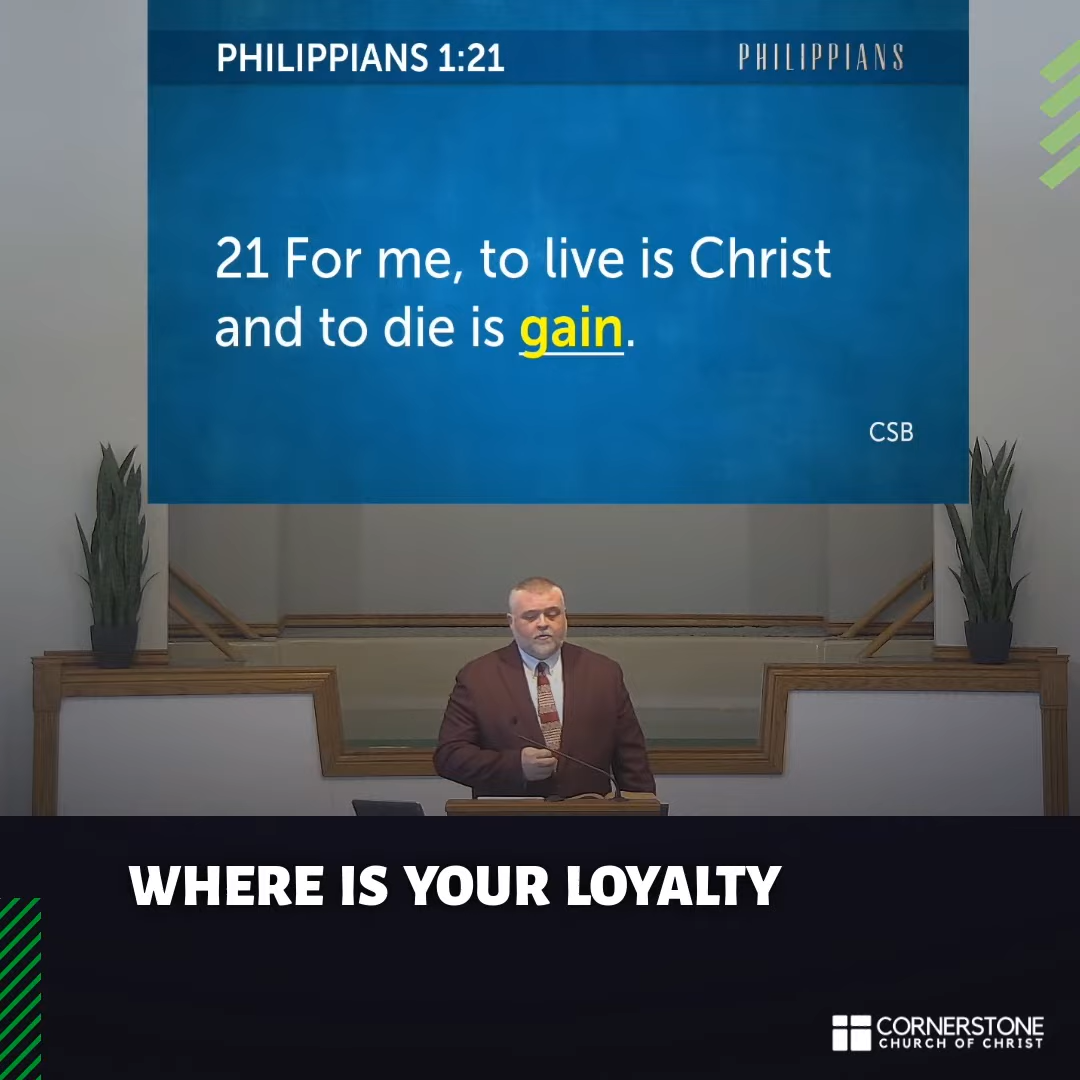 PHILIPPIANS 1:21
PHILIPPIANS
21 For me, to live is Christ
and to die is gain.
CSB
WHERE IS YOUR LOYALTY
CORNERSTONE
CHURCH OF CHRIST